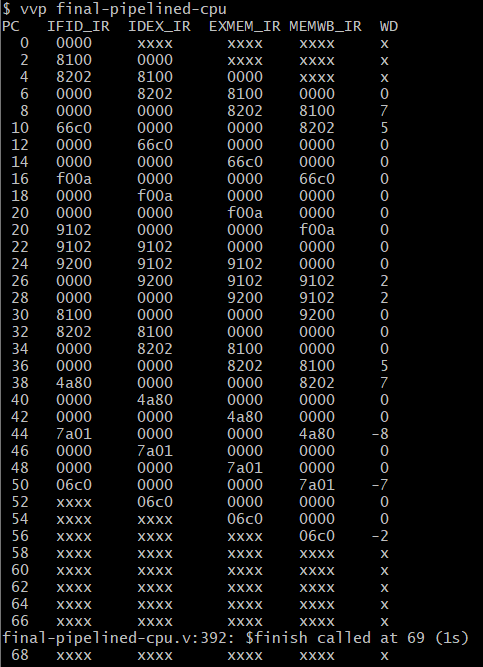 $ vvp final-pipelined-cpu
PC IFID_IR IDEX_IR EXMEM_IR MEMWB_IR WD
0 0000 xxxx xxxx xxxx x
2 8100 0000 xxxx xxxx x
4 8202 8100 0000 xxxx x
6 0000 8202 8100 0000 0
8 0000 0000 8202 8100 7
10 66c0 0000 0000 8202 5
12 0000 66c0 0000 0000 0
14 0000 0000 66c0 0000 0
16 f00a 0000 0000 66c0 0
18 0000 f00a 0000 0000 0
20 0000 0000 f00a 0000 0
20 9102 0000 0000 f00a 0
22 9102 9102 0000 0000 0
24 9200 9102 9102 0000 0
26 0000 9200 9102 9102 2
28 0000 0000 9200 9102 2
30 8100 0000 0000 9200 0
32 8202 8100 0000 0000 0
34 0000 8202 8100 0000 0
36 0000 0000 8202 8100 5
38 4a80 0000 0000 8202 7
40 0000 4a80 0000 0000 0
42 0000 0000 4a80 0000 0
44 7a01 0000 0000 4a80 -8
46 0000 7a01 0000 0000 0
48 0000 0000 7a01 0000 0
50 06c0 0000 0000 7a01 -7
52 xxxx 06c0 0000 0000 0
54 xxxx xxxx 06c0 0000 0
56 xxxx xxxx xxxx 06c0 -2
58 xxxx xxxx xxxx xxxx x
60 xxxx xxxx xxxx xxxx x
62 xxxx xxxx xxxx xxxx x
64 xxxx xxxx xxxx xxxx x
66 xxxx xxxx xxxx xxxx x
final-pipelined-cpu.v:392: $finish called at 69 (1s)
68 xxxx xxxx xxxx xxxx x